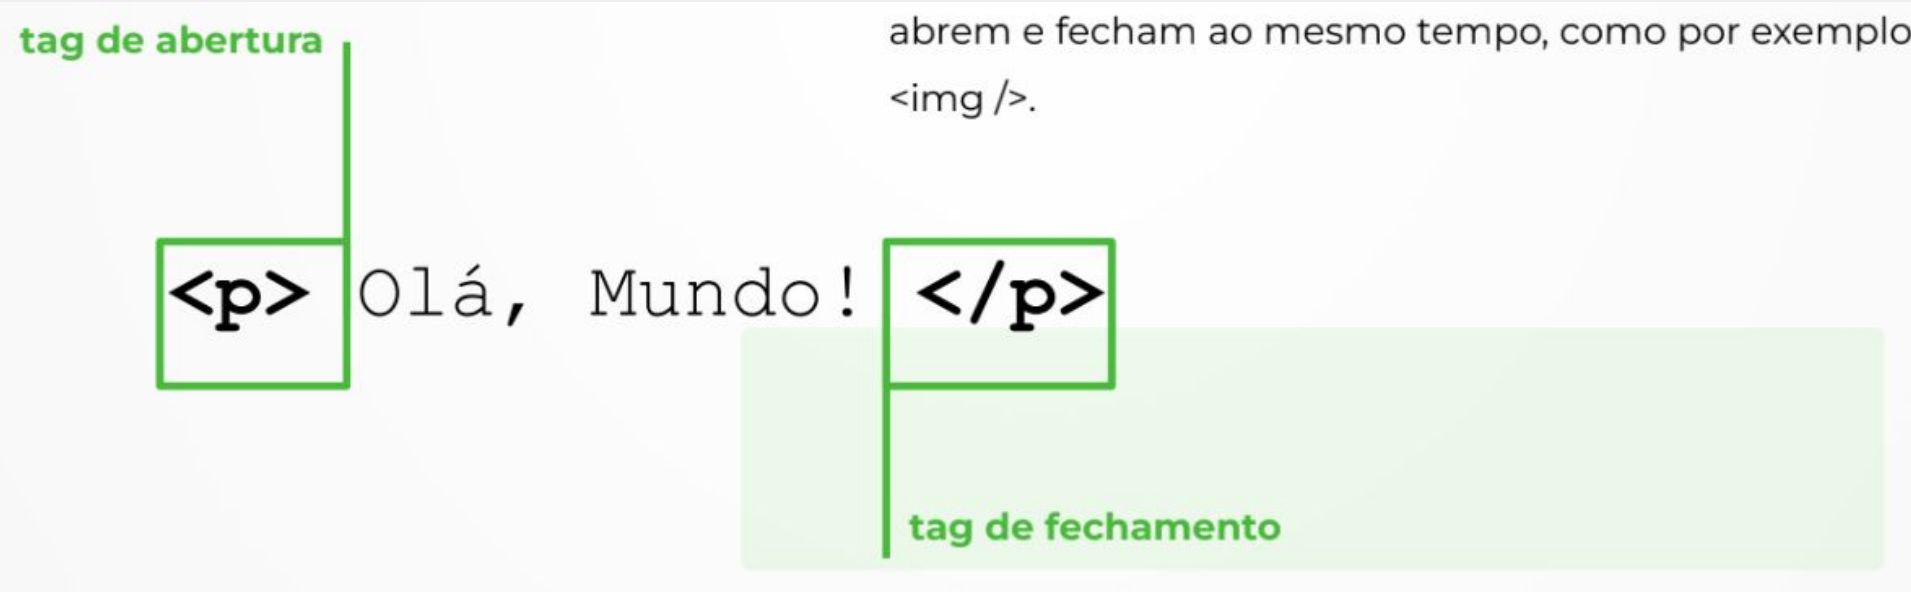 tag de abertura
abrem e fecham ao mesmo tempo, como por exemplo
<img />.
<p> Olá, Mundo! </p>
tag de fechamento